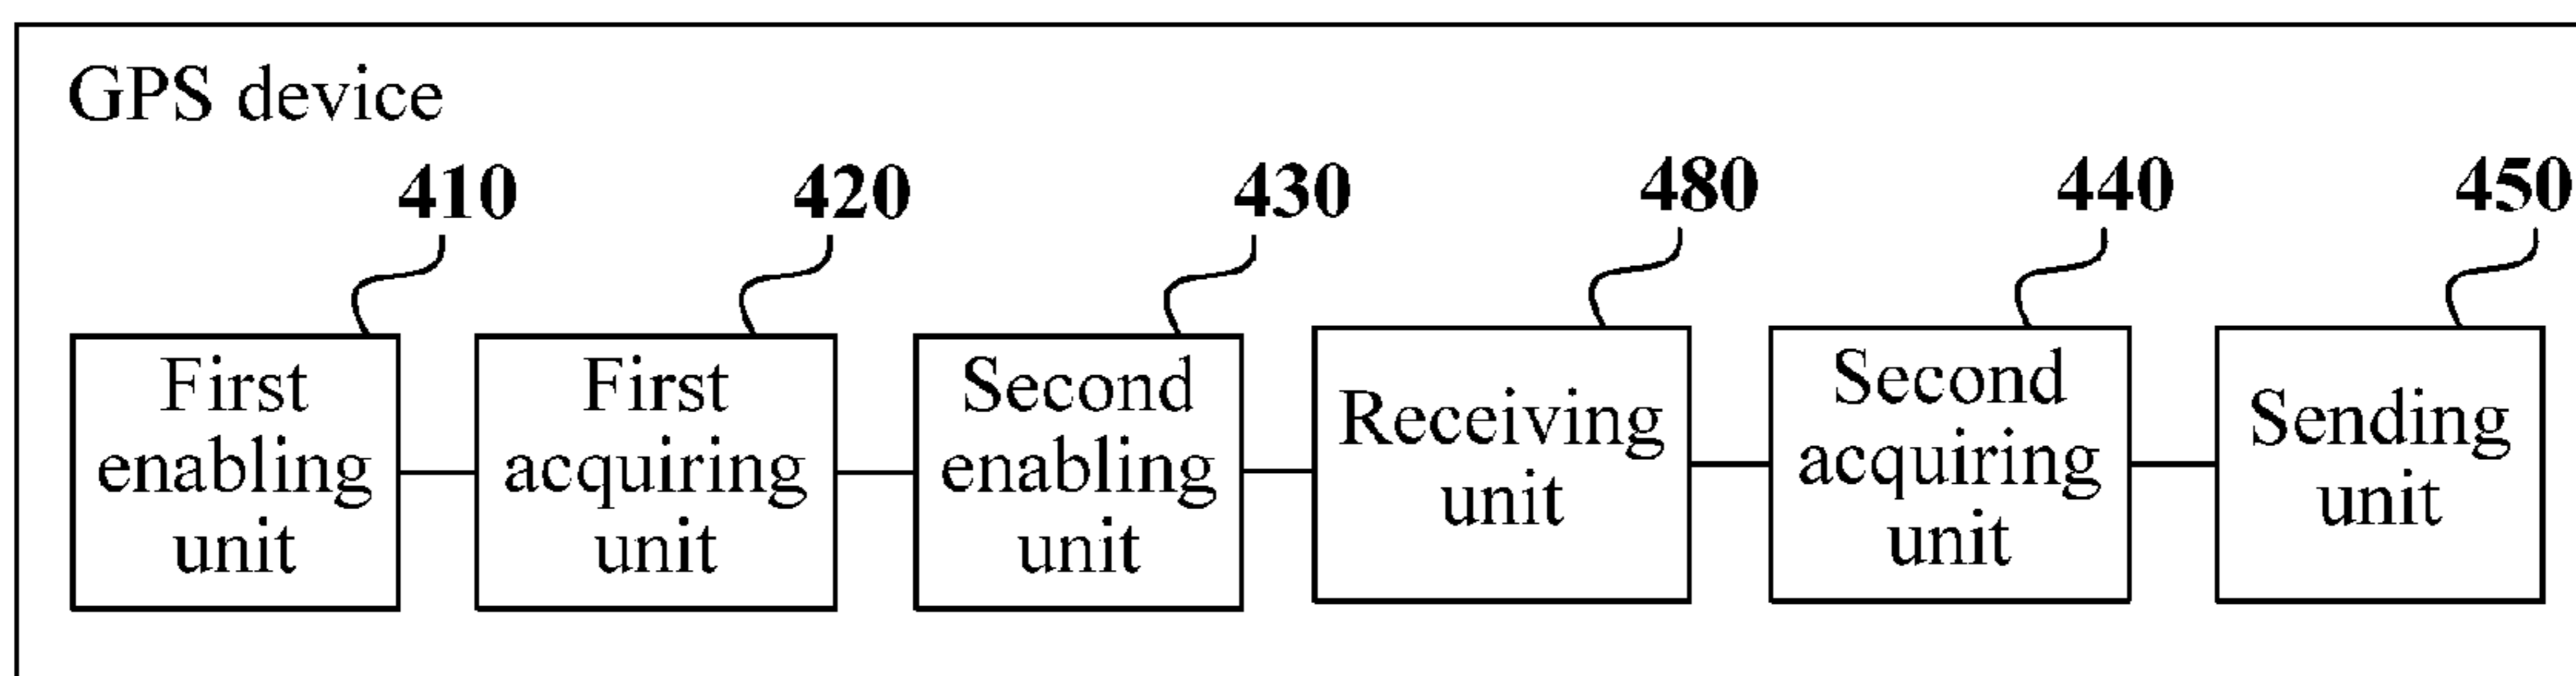 GPS device
410
420
430
480
440
450
First
enabling
unit
First
acquiring
unit
Second
enabling
unit
Receiving
unit
Second
acquiring
unit
Sending
unit